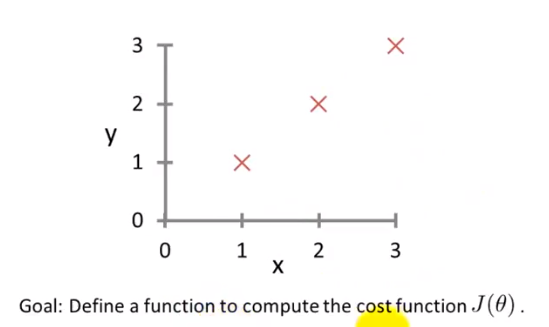 3
2
y
1
0
0 1 2 3
x
Goal: Define a function to compute the cost function J(θ) .